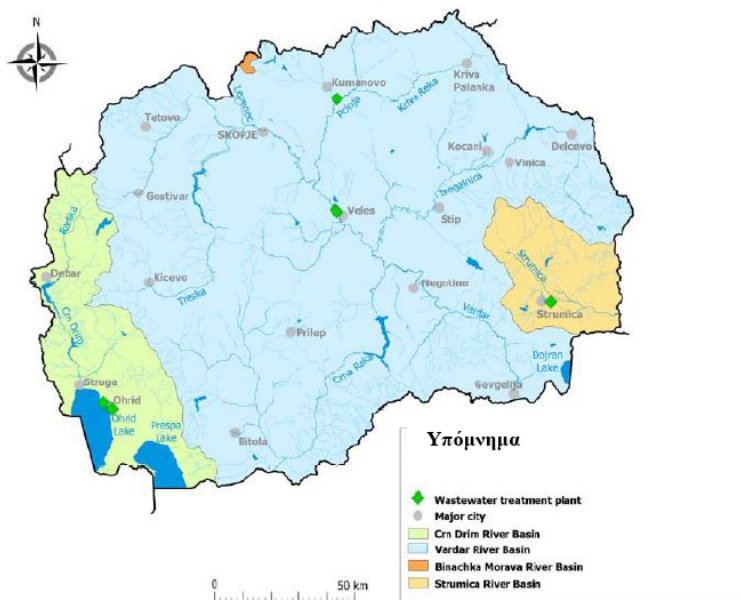 N
Kumanovo
Kriva
Palanka
Pcinja
Kriva Reka
Lepenec
Tetovo
SKOPJE
Kocani
Delcevo
Vinica
Bregalnica
Gostivar
Radika
Veles
Stip
Strumica
Debar
Kicevo
Treska
Negotino
Vardar
Strumica
Crn Drim
Prilep
Crna Reka
Dojran
Lake
Struga
Ohrid
Ohrid
Lake
Prespa
Lake
Gevgelija
Bitola
Υπόμνημα
Wastewater treatment plant
Major city
Crn Drim River Basin
Vardar River Basin
Binachka Morava River Basin
Strumica River Basin
0 50 km